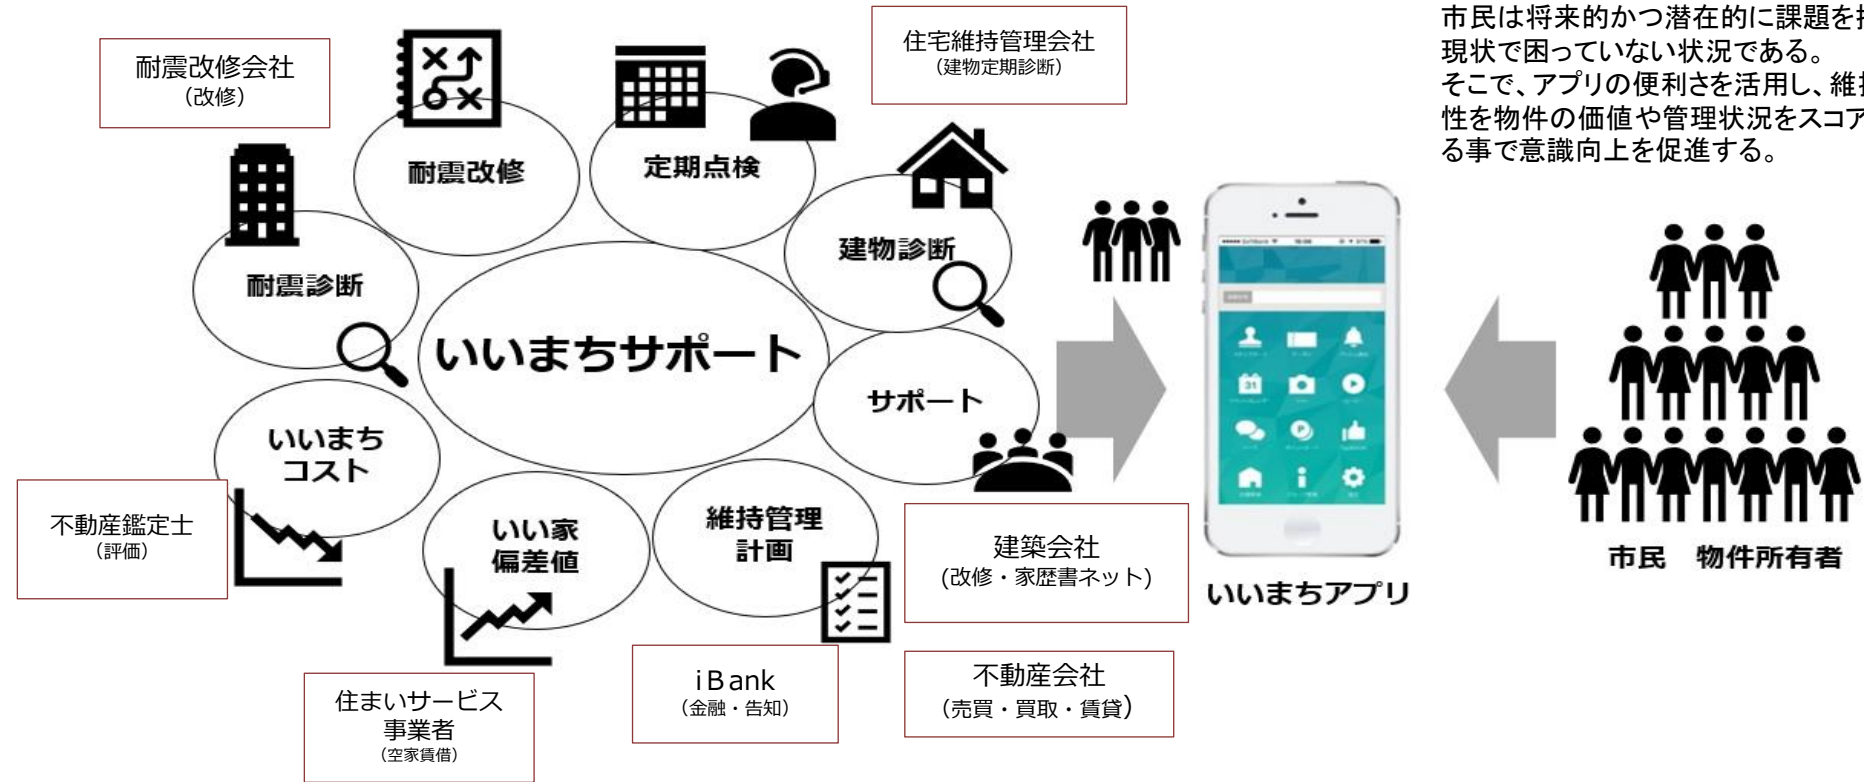 市民は将来的かつ潜在的に課題を
現状で困っていない状況である。
そこで、アプリの便利さを活用し、維
性を物件の価値や管理状況をスコア
る事で意識向上を促進する。
耐震改修会社
（改修）
住宅維持管理会社
（建物定期診断）
耐震改修
定期点検
建物診断
耐震診断
いいまちサポート
サポート
いいまち
コスト
いい家
偏差値
維持管理
計画
不動産鑑定士
（評価）
住まいサービス
事業者
（空家賃借）
iBank
（金融・告知）
建築会社
(改修・家歴書ネット)
不動産会社
（売買・買取・賃貸）
31
いいまちアプリ
市民　物件所有者